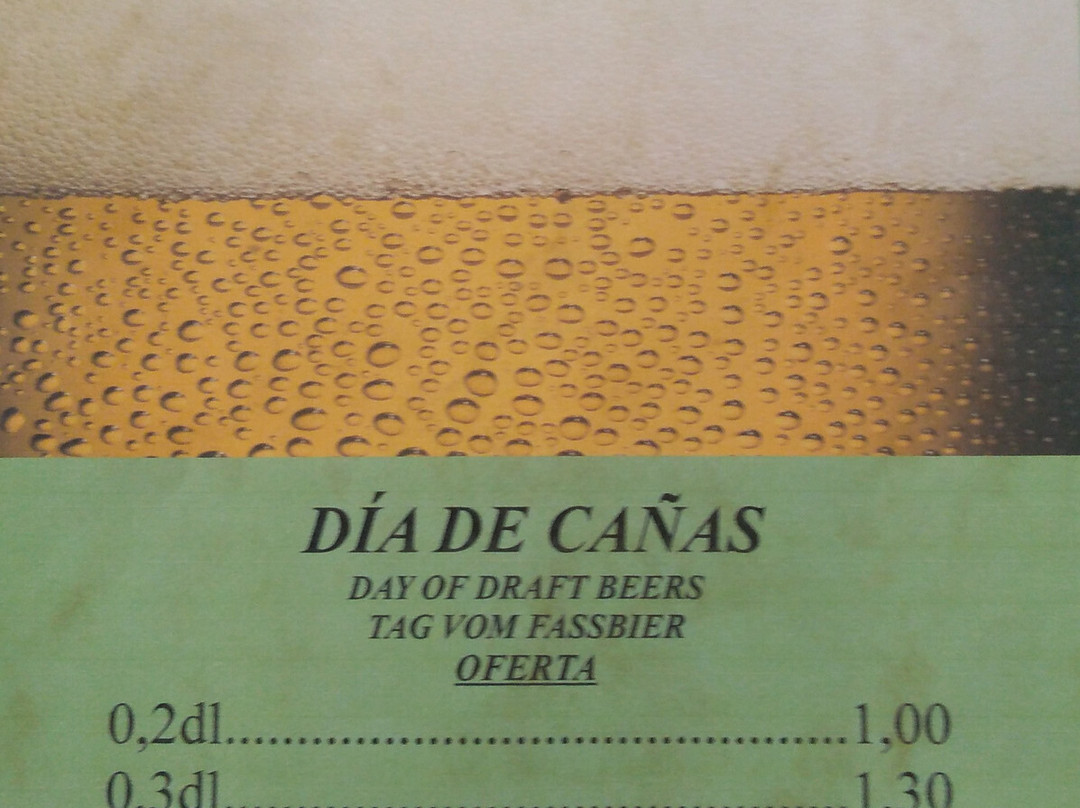 DÍA DE CAÑAS
DAY OF DRAFT BEERS
TAG VOM FASSBIER
OFERTA
0,2dl...........................................1,00
0,3dl...........................................1,30